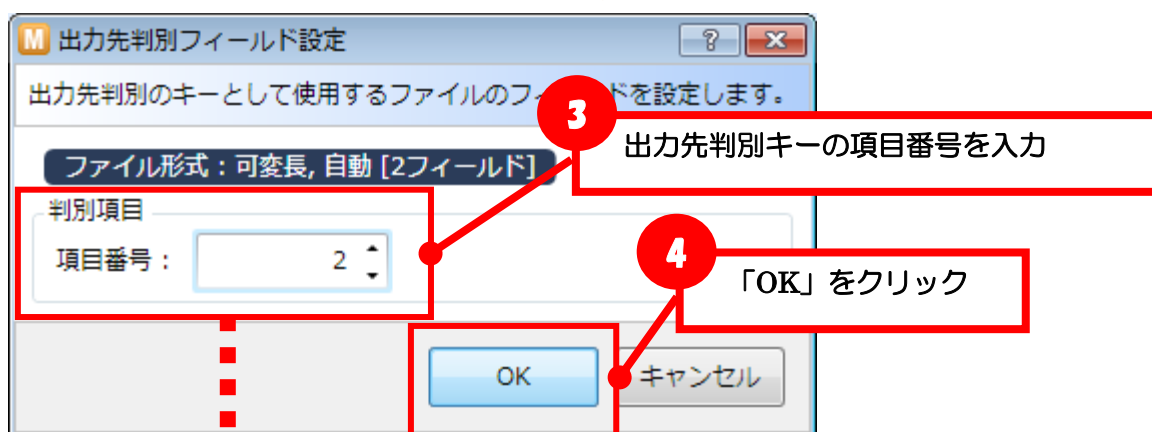 M 出力先判別フィールド設定
?
出力先判別のキーとして使用するファイルのフ
ドを設定します。
3
出力先判別キーの項目番号を入力
ファイル形式：可変長, 自動 [2フィールド]
判別項目
項目番号： 2
4
「OK」をクリック
OK キャンセル